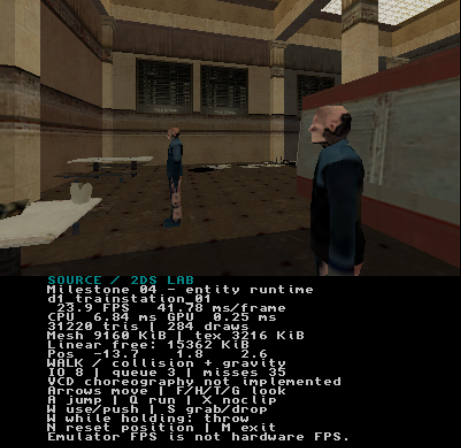 SOURCE / 2DS LAB
Milestone 04 - entity runtime
d1_trainstation_01
23.9 FPS 41.78 ms/frame
CPU 6.84 ms GPU 0.25 ms
31220 tris | 284 draws
Mesh 9160 KiB | tex 3216 KiB
Linear free: 15362 KiB
Pos -13.7 1.8 2.6
WALK / collision + gravity
IO 8 | queue 3 | misses 35
VCD choreography not implemented
Arrows move | F/H/T/G look
A jump | Q run | X noclip
W use/push | S grab/drop
W while holding: throw
N reset position | M exit
Emulator FPS is not hardware FPS.